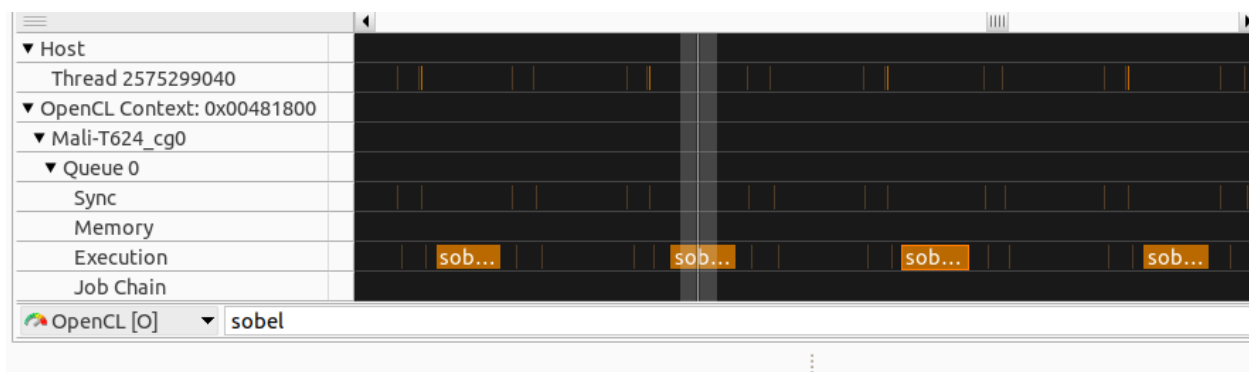 ▼ Host
Thread 2575299040
▼ OpenCL Context: 0x00481800
▼ Mali-T624_cg0
▼ Queue 0
Sync
Memory
Execution sob... sob... sob... sob...
Job Chain
OpenCL [O] ▼ sobel